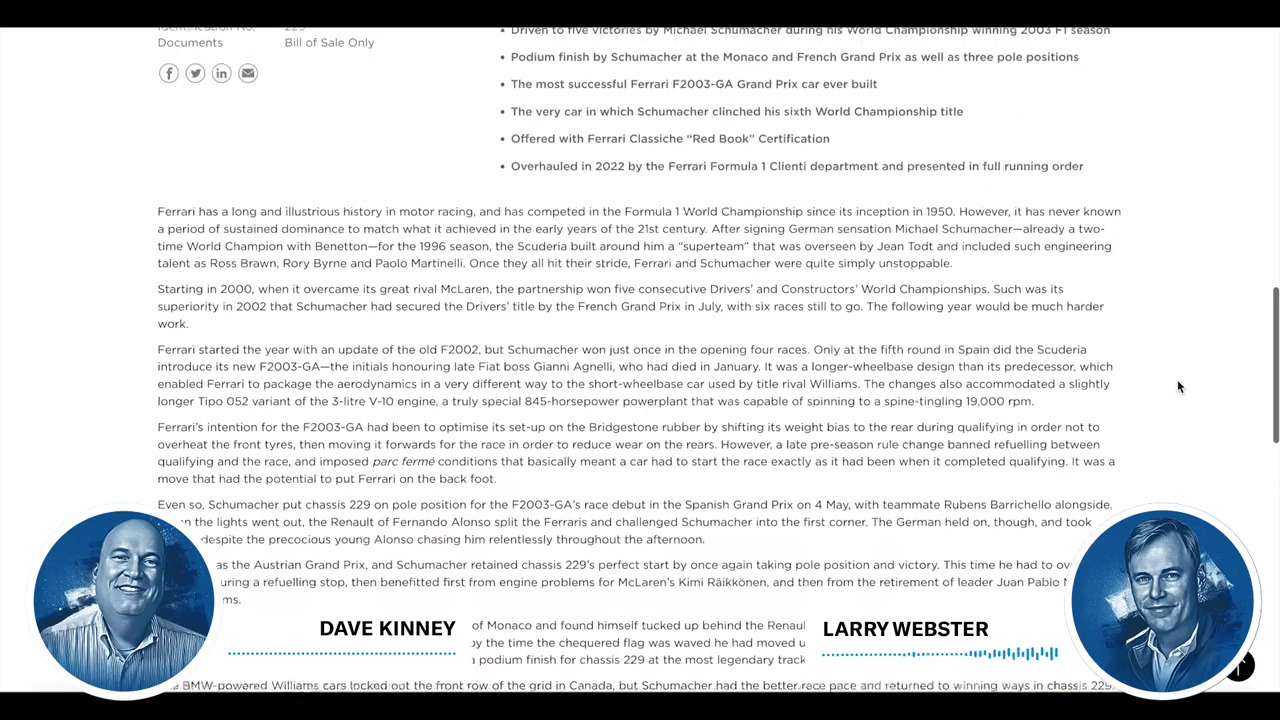 Identification No.
229
Documents
Bill of Sale Only
• Driven to five victories by Michael Schumacher during his World Championship winning 2003 F1 season
• Podium finish by Schumacher at the Monaco and French Grand Prix as well as three pole positions
• The most successful Ferrari F2003-GA Grand Prix car ever built
• The very car in which Schumacher clinched his sixth World Championship title
• Offered with Ferrari Classiche “Red Book” Certification
• Overhauled in 2022 by the Ferrari Formula 1 Clienti department and presented in full running order
Ferrari has a long and illustrious history in motor racing, and has competed in the Formula 1 World Championship since its inception in 1950. However, it has never known
a period of sustained dominance to match what it achieved in the early years of the 21st century. After signing German sensation Michael Schumacher—already a two-
time World Champion with Benetton—for the 1996 season, the Scuderia built around him a “superteam” that was overseen by Jean Todt and included such engineering
talent as Ross Brawn, Rory Byrne and Paolo Martinelli. Once they all hit their stride, Ferrari and Schumacher were quite simply unstoppable.
Starting in 2000, when it overcame its great rival McLaren, the partnership won five consecutive Drivers’ and Constructors’ World Championships. Such was its
superiority in 2002 that Schumacher had secured the Drivers’ title by the French Grand Prix in July, with six races still to go. The following year would be much harder
work.
Ferrari started the year with an update of the old F2002, but Schumacher won just once in the opening four races. Only at the fifth round in Spain did the Scuderia
introduce its new F2003-GA—the initials honouring late Fiat boss Gianni Agnelli, who had died in January. It was a longer-wheelbase design than its predecessor, which
enabled Ferrari to package the aerodynamics in a very different way to the short-wheelbase car used by title rival Williams. The changes also accommodated a slightly
longer Tipo 052 variant of the 3-litre V-10 engine, a truly special 845-horsepower powerplant that was capable of spinning to a spine-tingling 19,000 rpm.
Ferrari’s intention for the F2003-GA had been to optimise its set-up on the Bridgestone rubber by shifting its weight bias to the rear during qualifying in order not to
overheat the front tyres, then moving it forwards for the race in order to reduce wear on the rears. However, a late pre-season rule change banned refuelling between
qualifying and the race, and imposed parc fermé conditions that basically meant a car had to start the race exactly as it had been when it completed qualifying. It was a
move that had the potential to put Ferrari on the back foot.
Even so, Schumacher put chassis 229 on pole position for the F2003-GA’s race debut in the Spanish Grand Prix on 4 May, with teammate Rubens Barrichello alongside.
the lights went out, the Renault of Fernando Alonso split the Ferraris and challenged Schumacher into the first corner. The German held on, though, and took
despite the precocious young Alonso chasing him relentlessly throughout the afternoon.
as the Austrian Grand Prix, and Schumacher retained chassis 229’s perfect start by once again taking pole position and victory. This time he had to
during a refuelling stop, then benefitted first from engine problems for McLaren’s Kimi Räikkönen, and then from the retirement of leader Juan Pablo
of Monaco and found himself tucked up behind the Renaul
by the time the chequered flag was waved he had moved u
a podium finish for chassis 229 at the most legendary track
BMW-powered Williams cars locked out the front row of the grid in Canada, but Schumacher had the better race pace and returned to winning ways in chassis 229.
DAVE KINNEY
LARRY WEBSTER